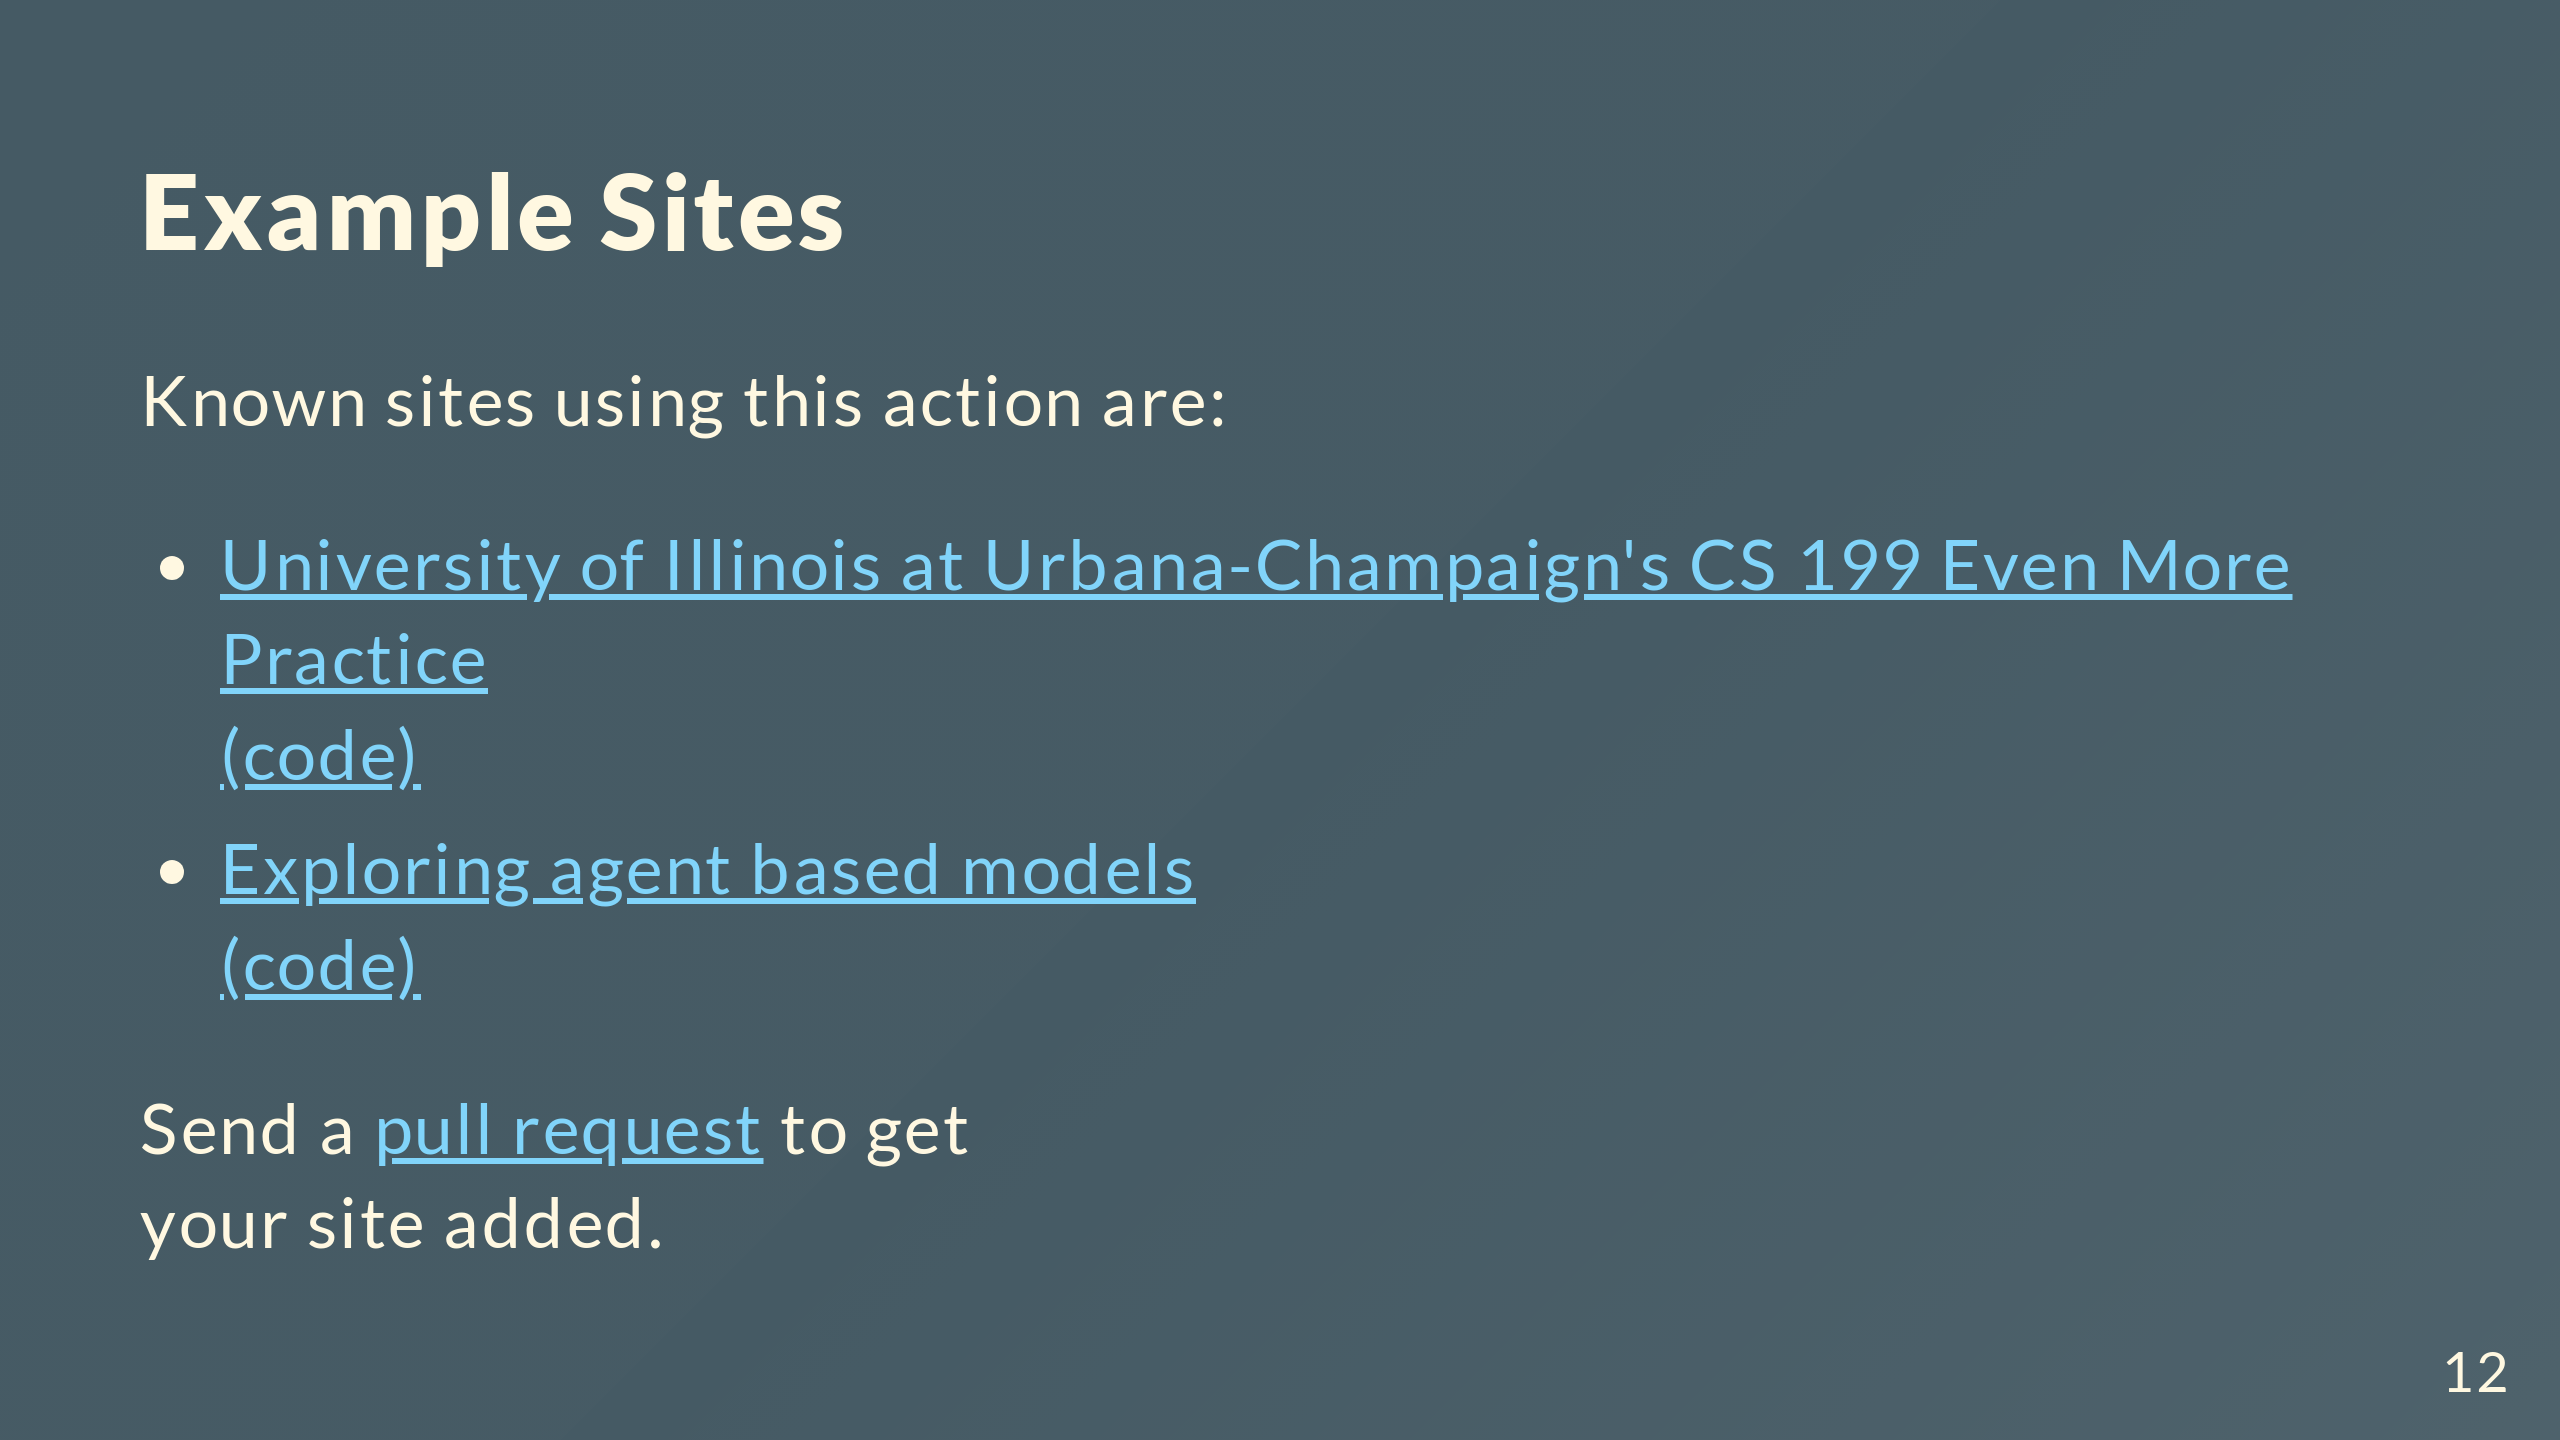 Example Sites
Known sites using this action are:
University of Illinois at Urbana-Champaign's CS 199 Even More
Practice
(code)
Exploring agent based models
(code)
Send a pull request to get
your site added.
12